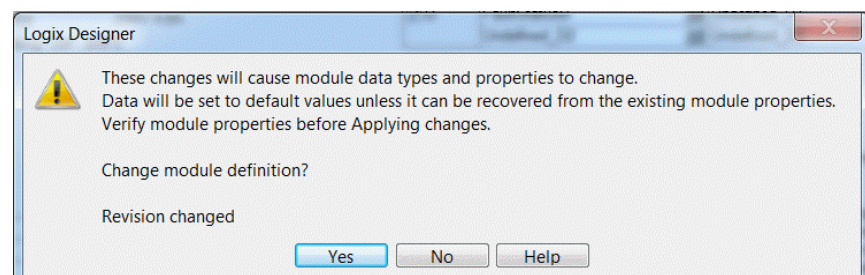 Logix Designer
These changes will cause module data types and properties to change.
Data will be set to default values unless it can be recovered from the existing module properties.
Verify module properties before Applying changes.
Change module definition?
Revision changed
Yes No Help